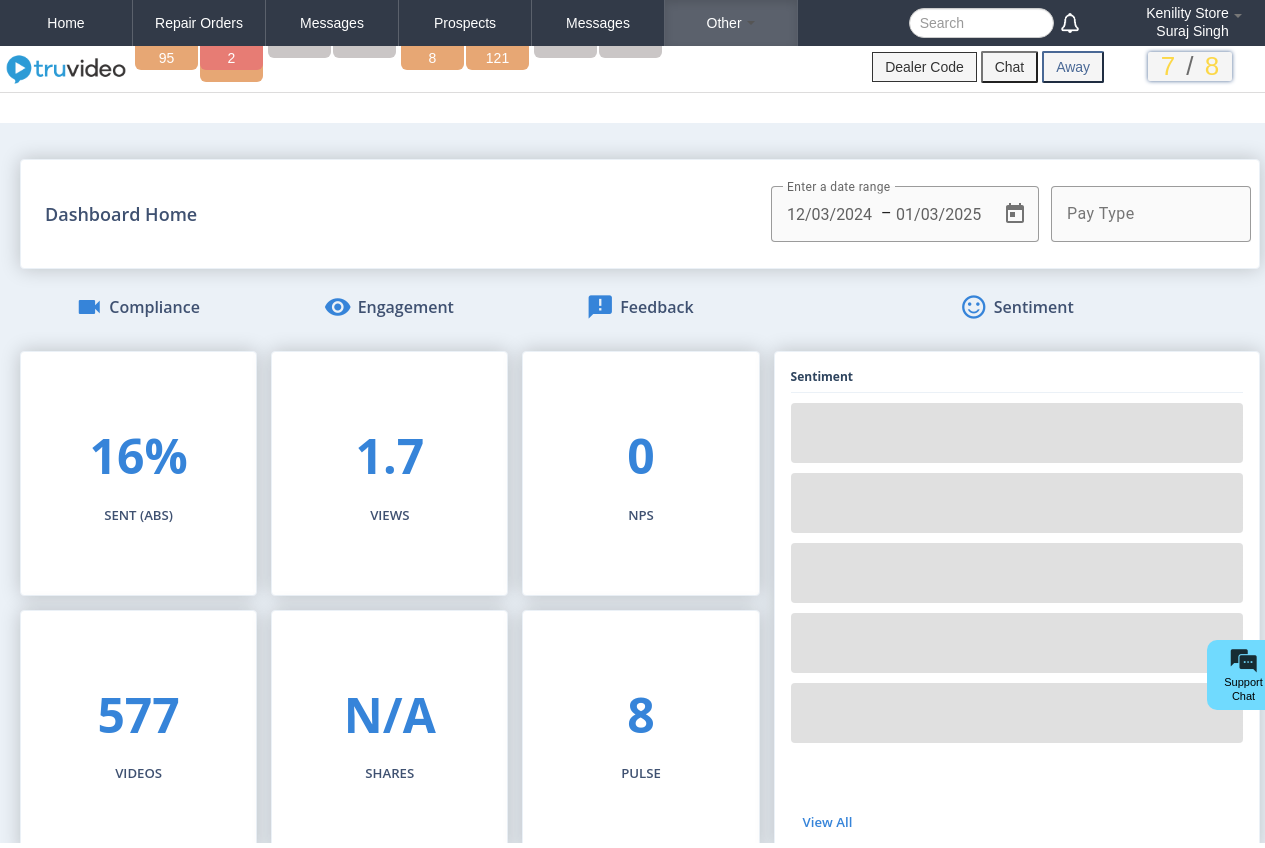 Home
Repair Orders
Messages
Prospects
Messages
Other
Search
Kenility Store
Suraj Singh
truvideo
95
2
8
121
Dealer Code
Chat
Away
7 / 8
Dashboard Home
Enter a date range
12/03/2024 – 01/03/2025
Pay Type
Compliance
Engagement
Feedback
Sentiment
16%
SENT (ABS)
1.7
VIEWS
0
NPS
Sentiment
577
VIDEOS
N/A
SHARES
8
PULSE
View All
Support
Chat